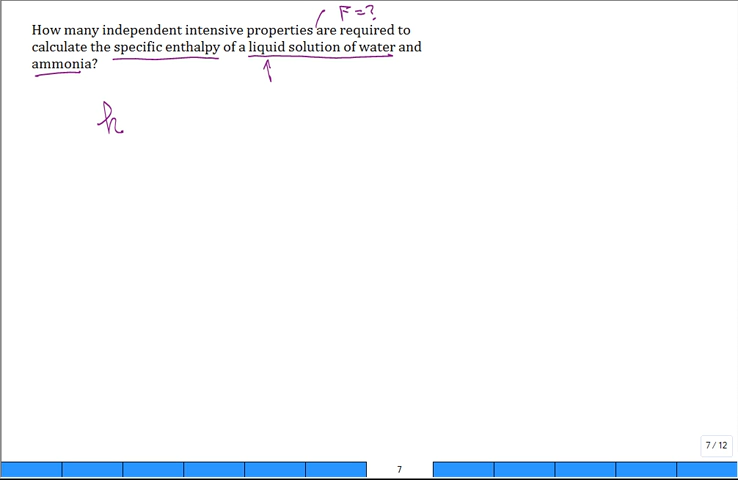 F=?
How many independent intensive properties are required to
calculate the specific enthalpy of a liquid solution of water and
ammonia?
h
7 / 12
7